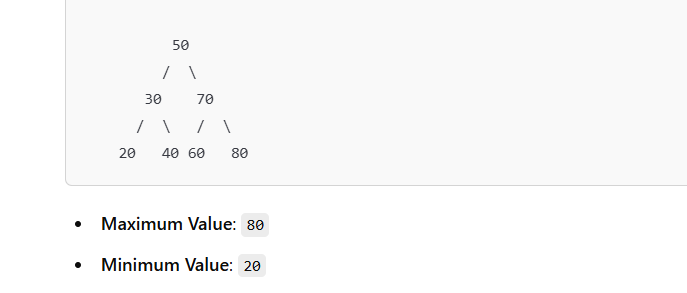 50
/ \
30 70
/ \ / \
20 40 60 80
• Maximum Value: 80
• Minimum Value: 20